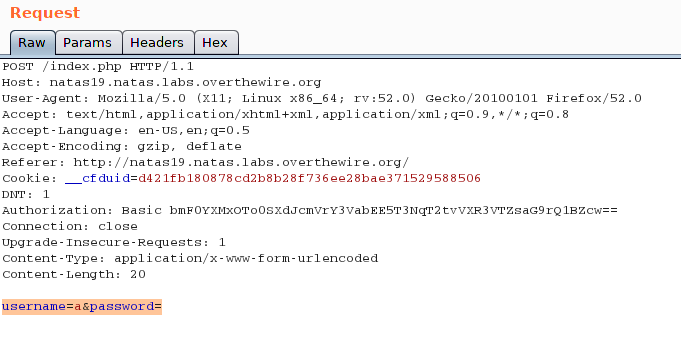 Request
Raw Params Headers Hex
POST /index.php HTTP/1.1
Host: natas19.natas.labs.overthewire.org
User-Agent: Mozilla/5.0 (X11; Linux x86_64; rv:52.0) Gecko/20100101 Firefox/52.0
Accept: text/html,application/xhtml+xml,application/xml;q=0.9,*/*;q=0.8
Accept-Language: en-US,en;q=0.5
Accept-Encoding: gzip, deflate
Referer: http://natas19.natas.labs.overthewire.org/
Cookie: __cfduid=d421fb180878cd2b8b28f736ee28bae371529588506
DNT: 1
Authorization: Basic bmF0YXMxOTo0SXdJcmVrY3VabEE5T3NqT2tvVXR3VTZsaG9rQ1BZcw==
Connection: close
Upgrade-Insecure-Requests: 1
Content-Type: application/x-www-form-urlencoded
Content-Length: 20
username=a&password=